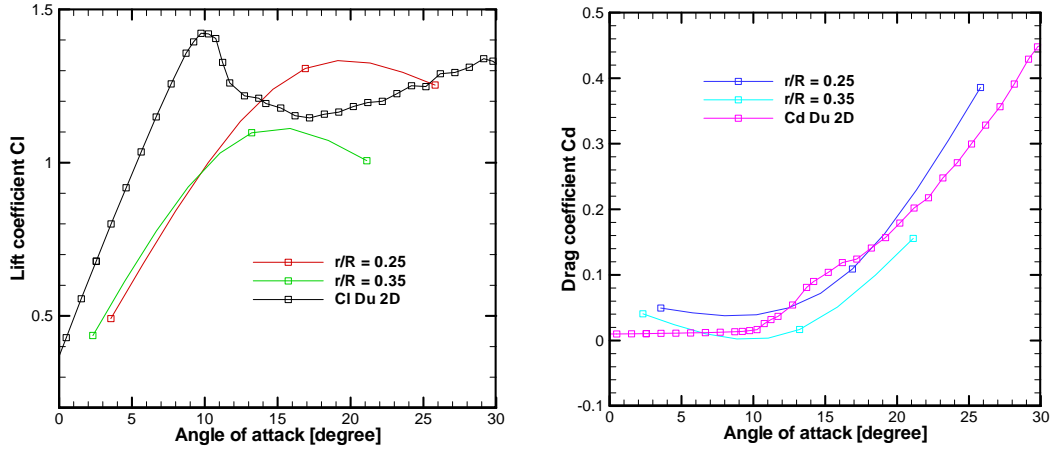 1.5
1
0.5
0
5
10
15
20
25
30
Lift coefficient Cl
Angle of attack [degree]
r/R = 0.25
r/R = 0.35
Cl Du 2D
0.5
0.4
0.3
0.2
0.1
0
-0.1
0
5
10
15
20
25
30
Drag coefficient Cd
Angle of attack [degree]
r/R = 0.25
r/R = 0.35
Cd Du 2D